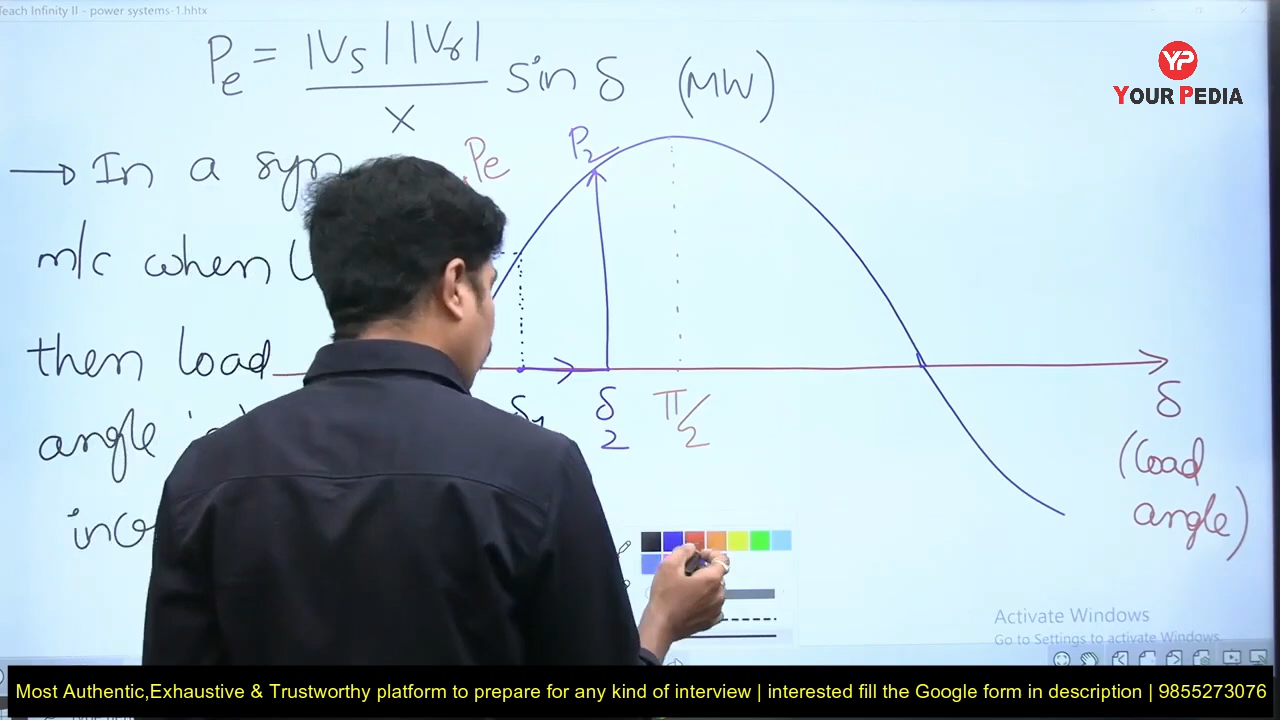 Teach Infinity II - power systems-1.hhtx
Pe = |Vs| |Vr| / X sin δ (MW)
YP
YOUR PEDIA
→ In a syn
Pe
P2
m/c when
then load
angle
δ1 δ2 π/2 δ
(load
angle)
Activate Windows
Go to Settings to activate Windows.
Most Authentic,Exhaustive & Trustworthy platform to prepare for any kind of interview | interested fill the Google form in description | 9855273076